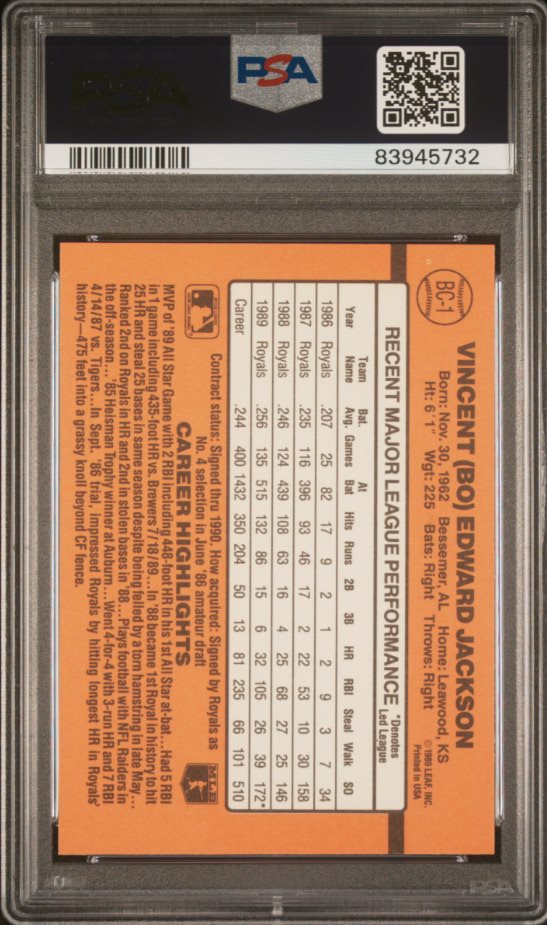 PSA
83945732
BC-1
VINCENT (BO) EDWARD JACKSON
Born: Nov. 30, 1962 Bessemer, AL Home: Leawood, KS
Ht: 6'1" Wgt: 225 Bats: Right Throws: Right
©1989 LEAF, INC.
Printed in USA
RECENT MAJOR LEAGUE PERFORMANCE
*Denotes
Led League
Year Team Name Bat. Avg. Games At Bat Hits Runs 2B 3B HR RBI Steal Walk SO
1986 Royals .207 25 82 17 9 2 1 2 9 3 7 34
1987 Royals .235 116 396 93 46 17 2 22 53 10 30 158
1988 Royals .246 124 439 108 63 16 4 25 68 27 25 146
1989 Royals .256 135 515 132 86 15 6 32 105 26 39 172*
Career .244 400 1432 350 204 50 13 81 235 66 101 510
Contract status: Signed thru 1990. How acquired: Signed by Royals as
No. 4 selection in June '86 amateur draft
CAREER HIGHLIGHTS
MVP of '89 All Star Game with 2 RBI including 448-foot HR in his 1st All Star at-bat...Had 5 RBI
in 1 game including 435-foot HR vs. Brewers 7/18/89...In '88 became 1st Royal in history to hit
25 HR and steal 25 bases in same season despite being felled by a torn hamstring in late May...
Ranked 2nd on Royals in HR and 2nd in stolen bases in '88...Plays football with NFL Raiders in
the off-season...'85 Heisman Trophy winner at Auburn...Went 4-for-4 with 3-run HR and 7 RBI
4/14/87 vs. Tigers...In Sept. '86 trial, impressed Royals by hitting longest HR in Royals'
history—475 feet into a grassy knoll beyond CF fence.
PSA